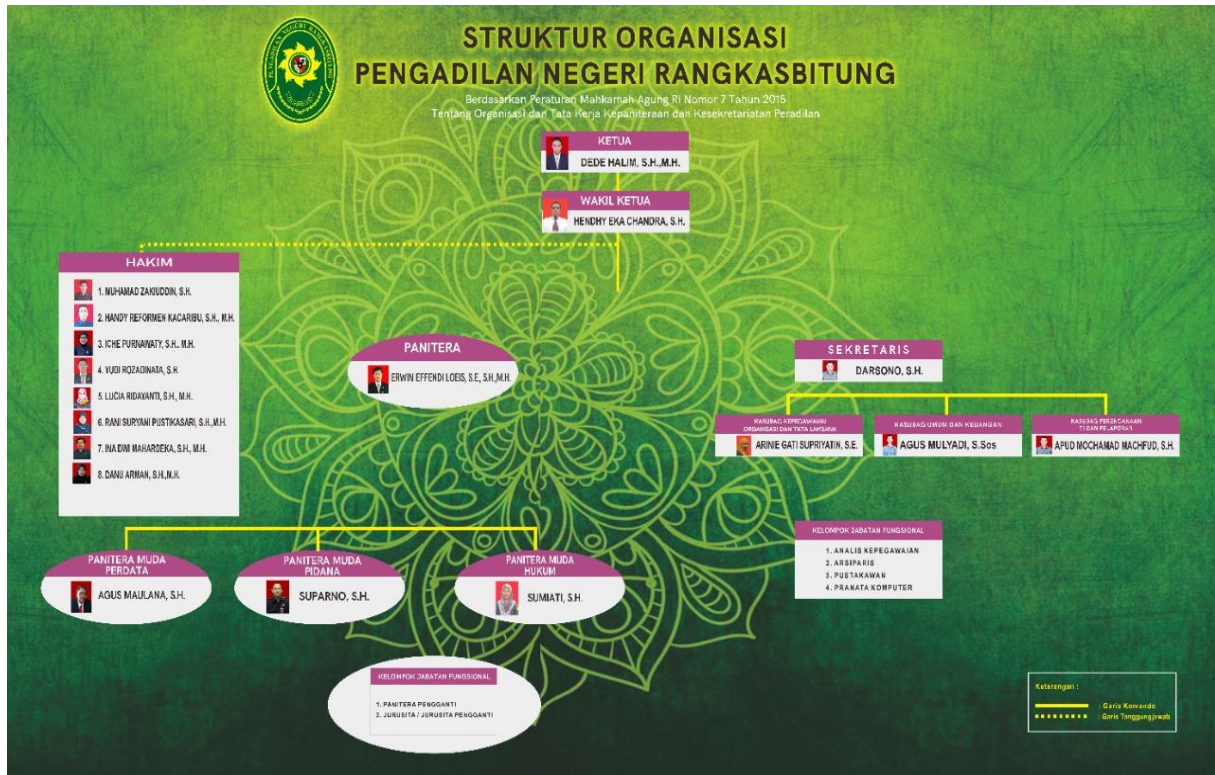 STRUKTUR ORGANISASI
PENGADILAN NEGERI RANGKASBITUNG
Berdasarkan Peraturan Mahkamah Agung RI Nomor 7 Tahun 2015
Tentang Organisasi dan Tata Kerja Kepaniteraan dan Kesekretariatan Peradilan
KETUA
DEDE HALIM, S.H.,M.H.
WAKIL KETUA
HENDHY EKA CHANDRA, S.H.
HAKIM
1. MUHAMAD ZAKIUDDIN, S.H.
2. HANDY REFORMEN KACARIBU, S.H., M.H.
3. ICHE PURNAWATY, S.H., M.H.
4. YUDI ROZADINATA, S.H.
5. LUCIA RIDAYANTI, S.H., M.H.
6. RANI SURYANI PUSTIKASARI, S.H.,M.H.
7. INA DINI MAHARDEKA, S.H., M.H.
8. DANU ARMAN, S.H.,M.H.
PANITERA
ERWIN EFFENDI LOEIS, S.E, S.H,.M.H.
SEKRETARIS
DARSONO, S.H.
KASUBAG KEPEGAWAIAN
ORGANISASI DAN TATA LAKSANA
ARINIE GATI SUPRIYATIN, S.E.
KASUBAG UMUM DAN KEUANGAN
AGUS MULYADI, S.Sos
KASUBAG PERENCANAAN
TI DAN PELAPORAN
APUD MOCHAMAD MACHFUD, S.H.
PANITERA MUDA
PERDATA
AGUS MAULANA, S.H.
PANITERA MUDA
PIDANA
SUPARNO, S.H.
PANITERA MUDA
HUKUM
SUMIATI, S.H.
KELOMPOK JABATAN FUNGSIONAL
1. ANALIS KEPEGAWAIAN
2. ARSIPARIS
3. PUSTAKAWAN
4. PRANATA KOMPUTER
KELOMPOK JABATAN FUNGSIONAL
1. PANITERA PENGGANTI
2. JURUSITA / JURUSITA PENGGANTI
Keterangan :
: Garis Komando
: Garis Tanggungjwab